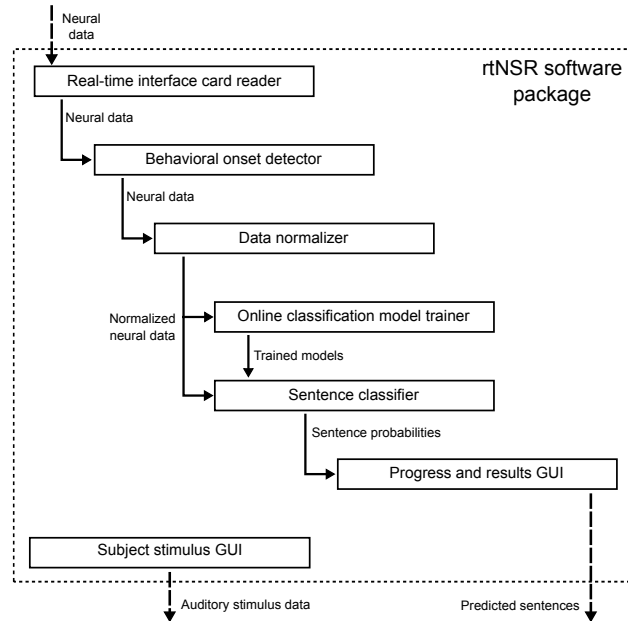 Neural
data
rtNSR software
package
Real-time interface card reader
Neural data
Behavioral onset detector
Neural data
Data normalizer
Normalized
neural data
Online classification model trainer
Trained models
Sentence classifier
Sentence probabilities
Progress and results GUI
Subject stimulus GUI
Auditory stimulus data
Predicted sentences